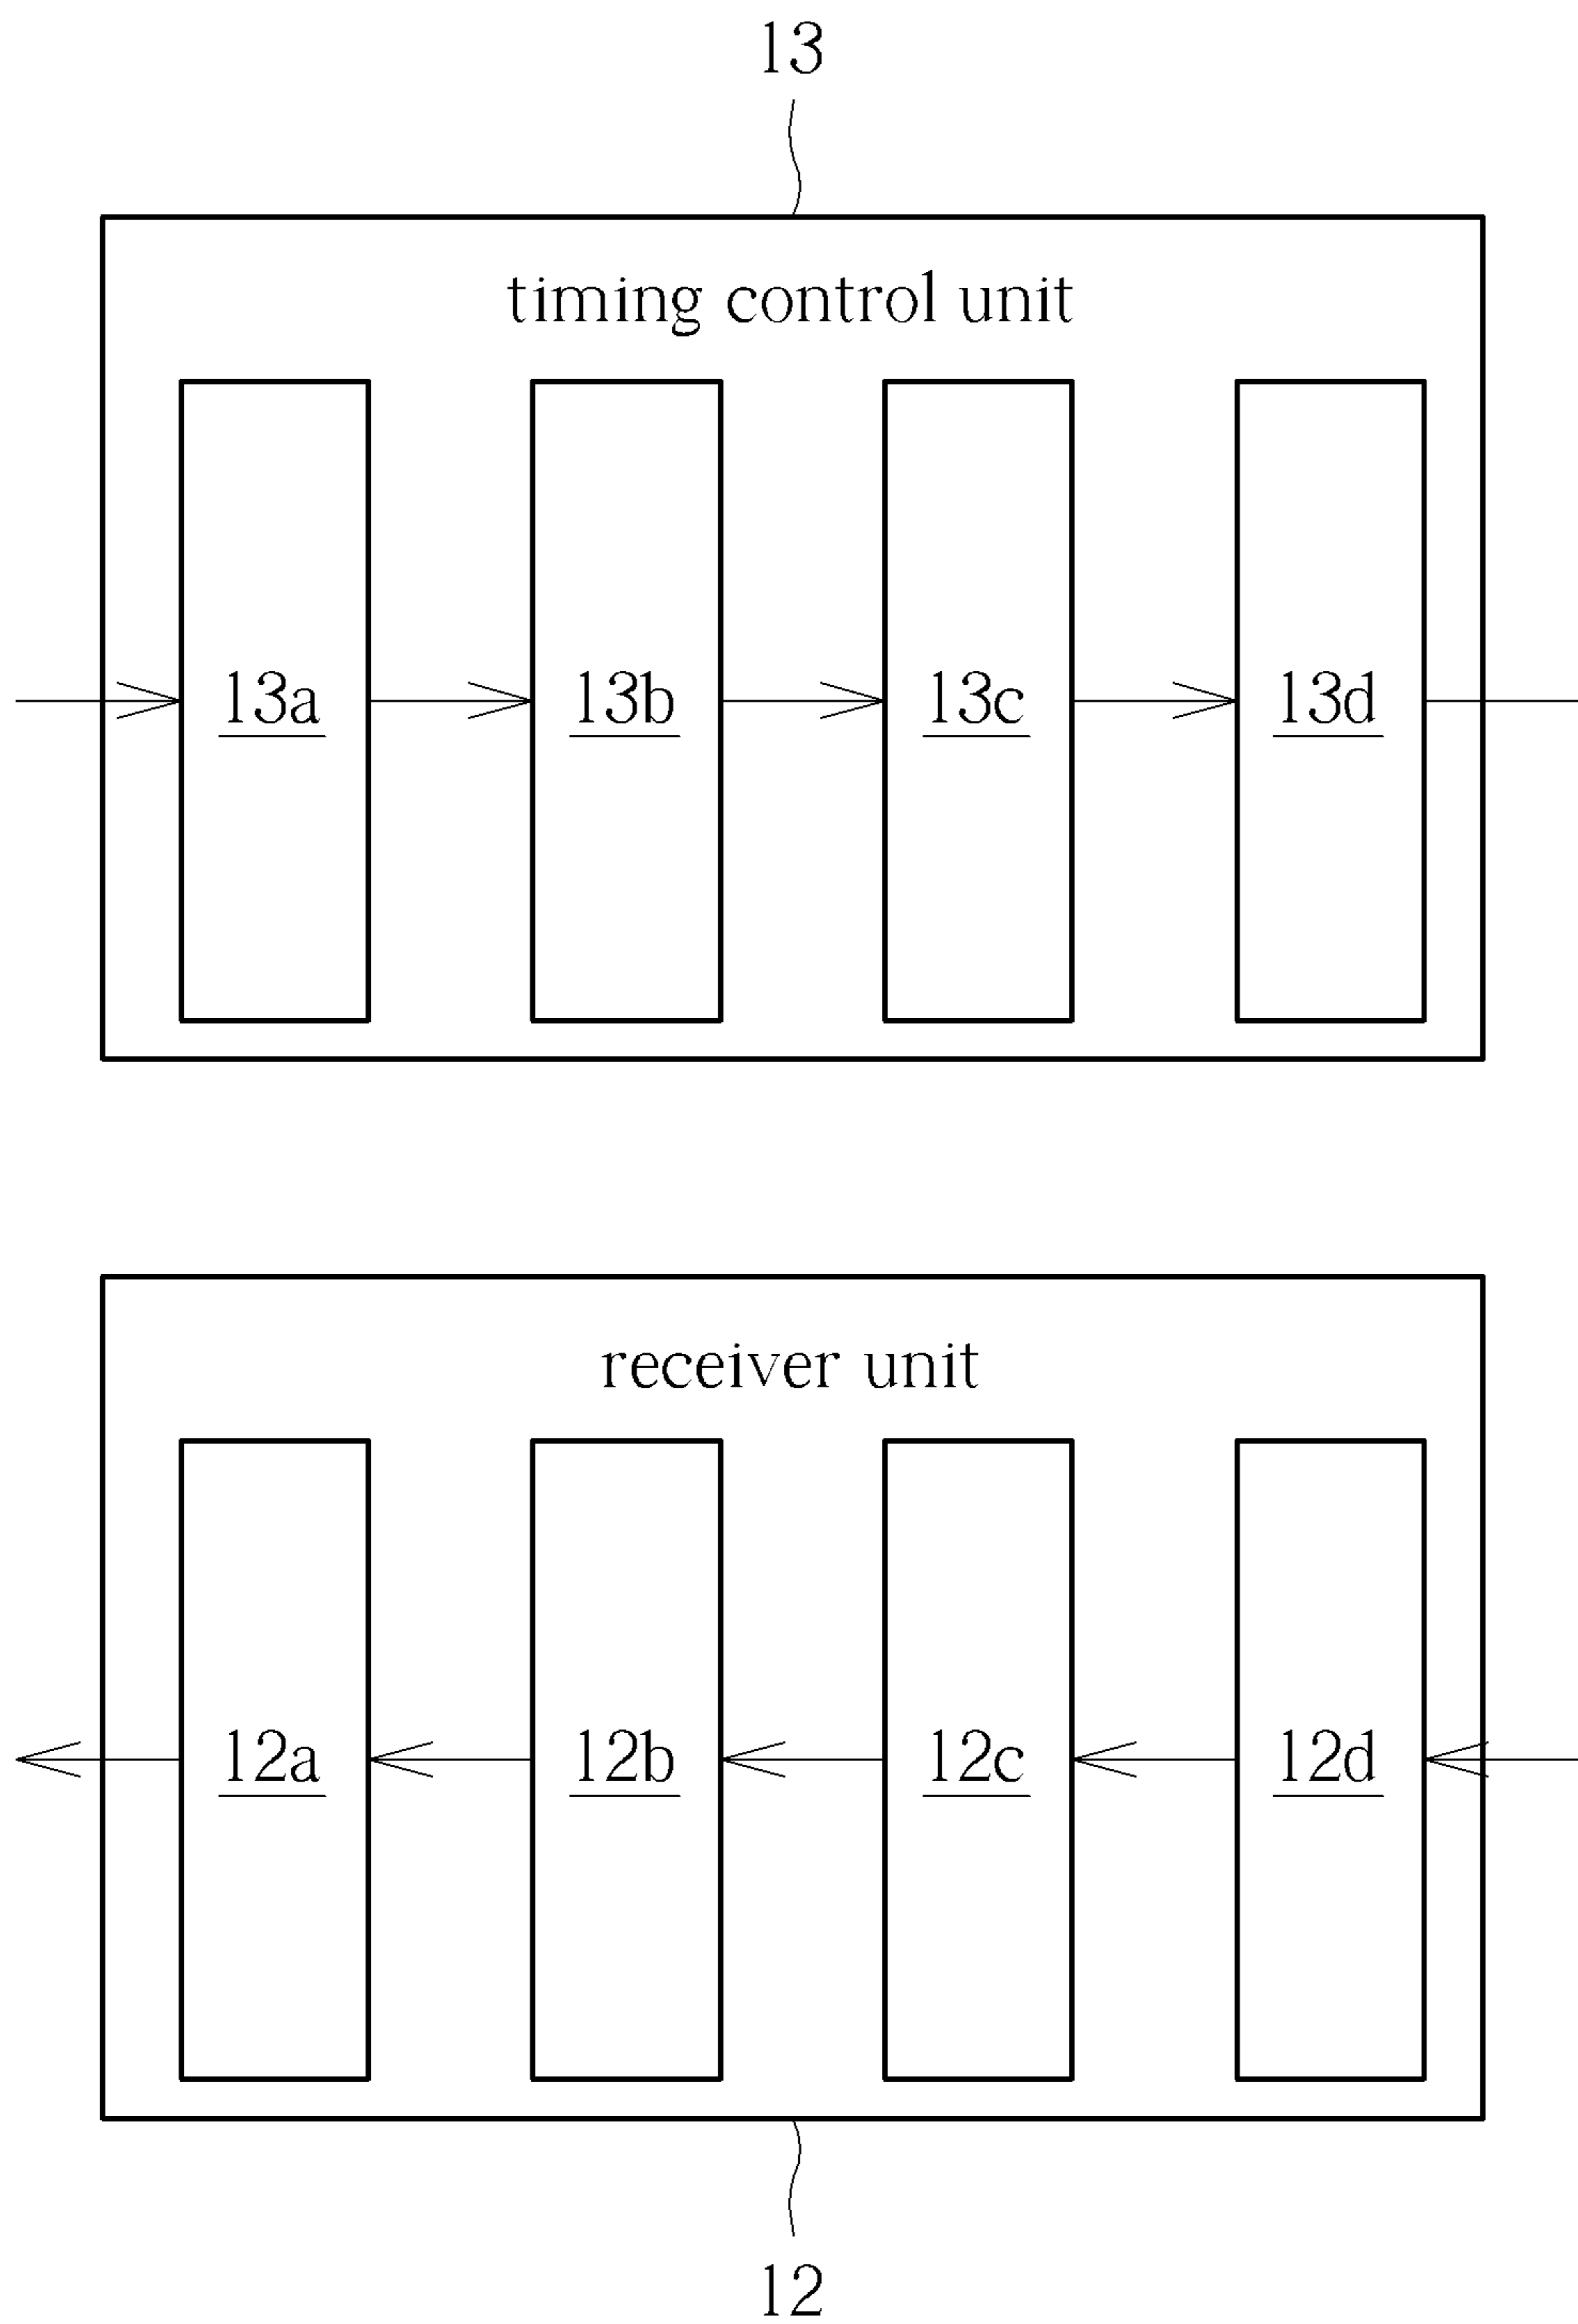 13
timing control unit
13a 13b 13c 13d
receiver unit
12a 12b 12c 12d
12